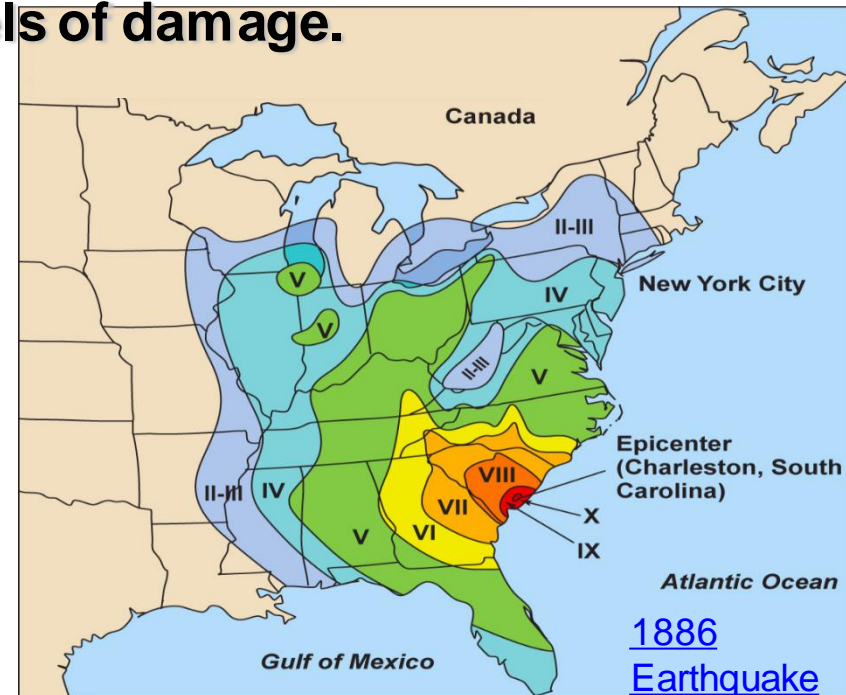 ls of damage.
Canada
II-III
New York City
V
IV
V
II-III
V
Epicenter
(Charleston, South
Carolina)
VIII
II-III
IV
VII
X
V
VI
IX
Atlantic Ocean
1886
Gulf of Mexico
Earthquake